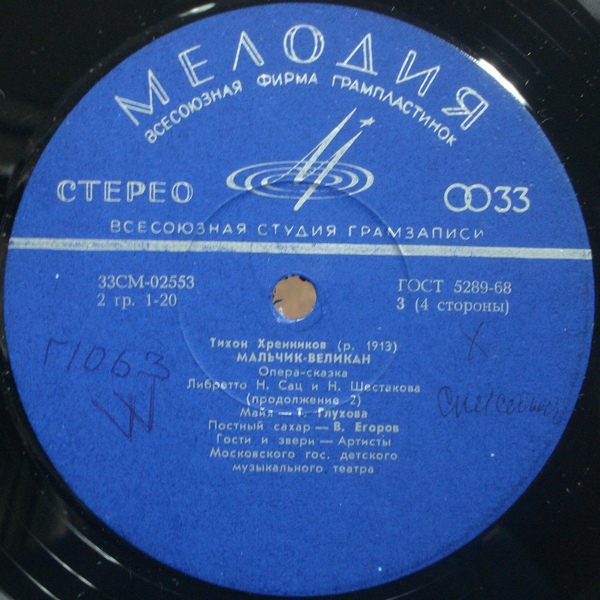 МЕЛОДИЯ
ВСЕСОЮЗНАЯ ФИРМА ГРАМПЛАСТИНОК
СТЕРЕО
33
ВСЕСОЮЗНАЯ СТУДИЯ ГРАМЗАПИСИ
33СМ-02553
ГОСТ 5289-68
2 гр. 1-20
3 (4 стороны)
Тихон Хренников (р. 1913)
МАЛЬЧИК-ВЕЛИКАН
Опера-сказка
Либретто Н. Сац и Н. Шестакова
(продолжение 2)
Майя — Т. Глухова
Постный сахар — В. Егоров
Гости и звери — Артисты
Московского гос. детского
музыкального театра
Г/063
X